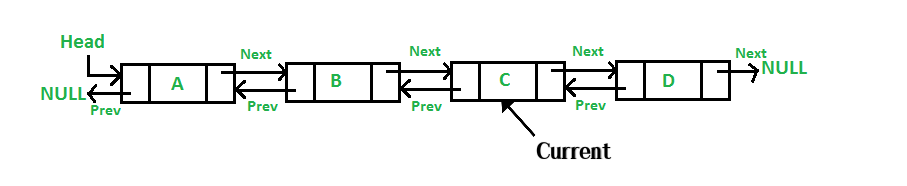 Head
Next Next Next Next
NULL A B C D NULL
Prev Prev Prev Prev
Current